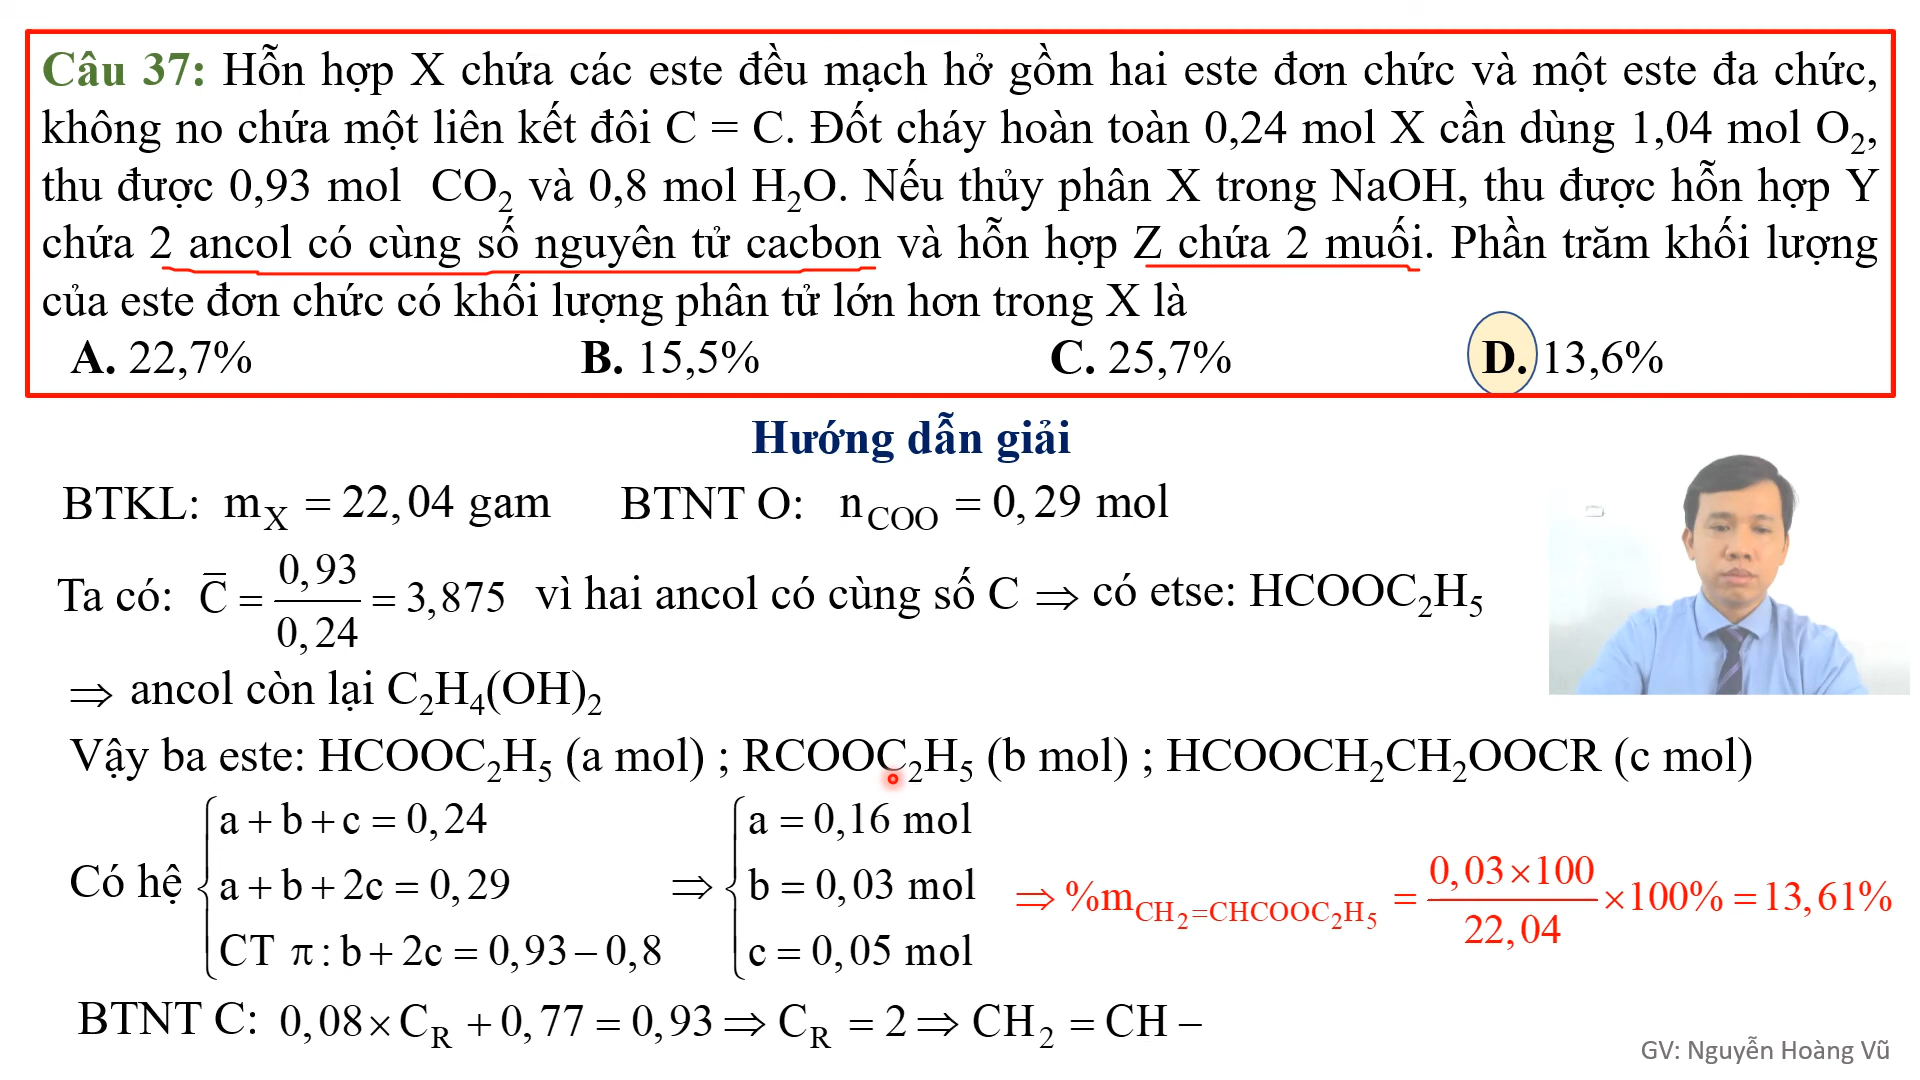 Câu 37: Hỗn hợp X chứa các este đều mạch hở gồm hai este đơn chức và một este đa chức,
không no chứa một liên kết đôi C = C. Đốt cháy hoàn toàn 0,24 mol X cần dùng 1,04 mol O₂,
thu được 0,93 mol CO₂ và 0,8 mol H₂O. Nếu thủy phân X trong NaOH, thu được hỗn hợp Y
chứa 2 ancol có cùng số nguyên tử cacbon và hỗn hợp Z chứa 2 muối. Phần trăm khối lượng
của este đơn chức có khối lượng phân tử lớn hơn trong X là
A. 22,7% B. 15,5% C. 25,7% D. 13,6%
Hướng dẫn giải
BTKL: m_X = 22,04 gam BTNT O: n_COO = 0,29 mol
Ta có: C̅ = 0,93/0,24 = 3,875 vì hai ancol có cùng số C ⇒ có etse: HCOOC₂H₅
⇒ ancol còn lại C₂H₄(OH)₂
Vậy ba este: HCOOC₂H₅ (a mol) ; RCOOC₂H₅ (b mol) ; HCOOCH₂CH₂OOCR (c mol)
Có hệ { a + b + c = 0,24
a + b + 2c = 0,29
CT π : b + 2c = 0,93 − 0,8
⇒ { a = 0,16 mol
b = 0,03 mol
c = 0,05 mol
⇒ %m_CH₂=CHCOOC₂H₅ = (0,03×100)/22,04 ×100% = 13,61%
BTNT C: 0,08×C_R + 0,77 = 0,93 ⇒ C_R = 2 ⇒ CH₂ = CH –
GV: Nguyễn Hoàng Vũ